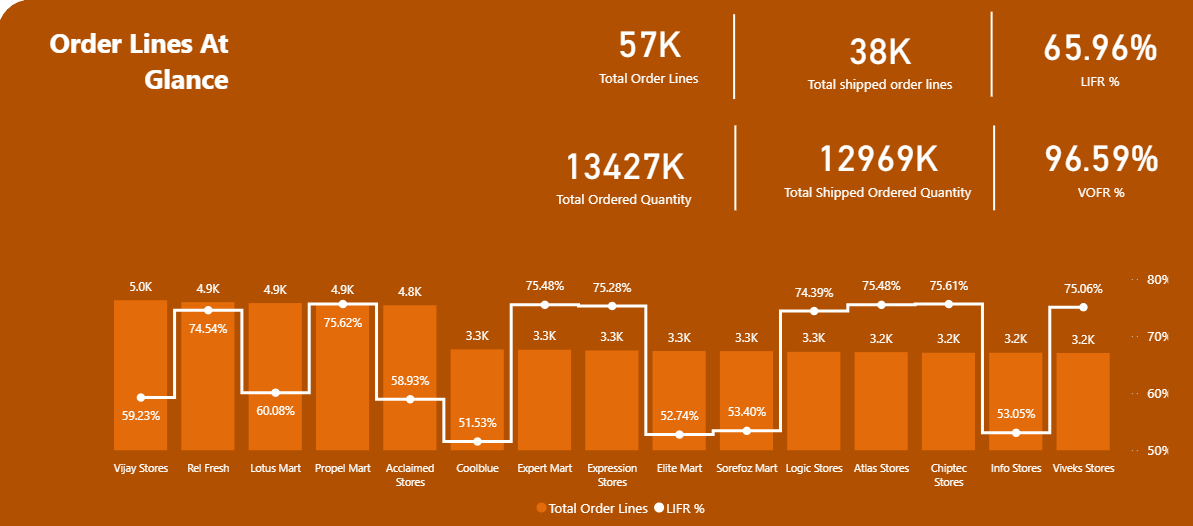 Order Lines At
Glance
57K
Total Order Lines
38K
Total shipped order lines
65.96%
LIFR %
13427K
Total Ordered Quantity
12969K
Total Shipped Ordered Quantity
96.59%
VOFR %
5.0K 4.9K 4.9K 4.9K 4.8K 3.3K 3.3K 3.3K 3.3K 3.3K 3.3K 3.2K 3.2K 3.2K 3.2K
59.23% 74.54% 60.08% 75.62% 58.93% 51.53% 75.48% 75.28% 52.74% 53.40% 74.39% 75.48% 75.61% 53.05% 75.06%
80%
70%
60%
50%
Vijay Stores
Rel Fresh
Lotus Mart
Propel Mart
Acclaimed
Stores
Coolblue
Expert Mart
Expression
Stores
Elite Mart
Sorefoz Mart
Logic Stores
Atlas Stores
Chiptec
Stores
Info Stores
Viveks Stores
Total Order Lines LIFR %